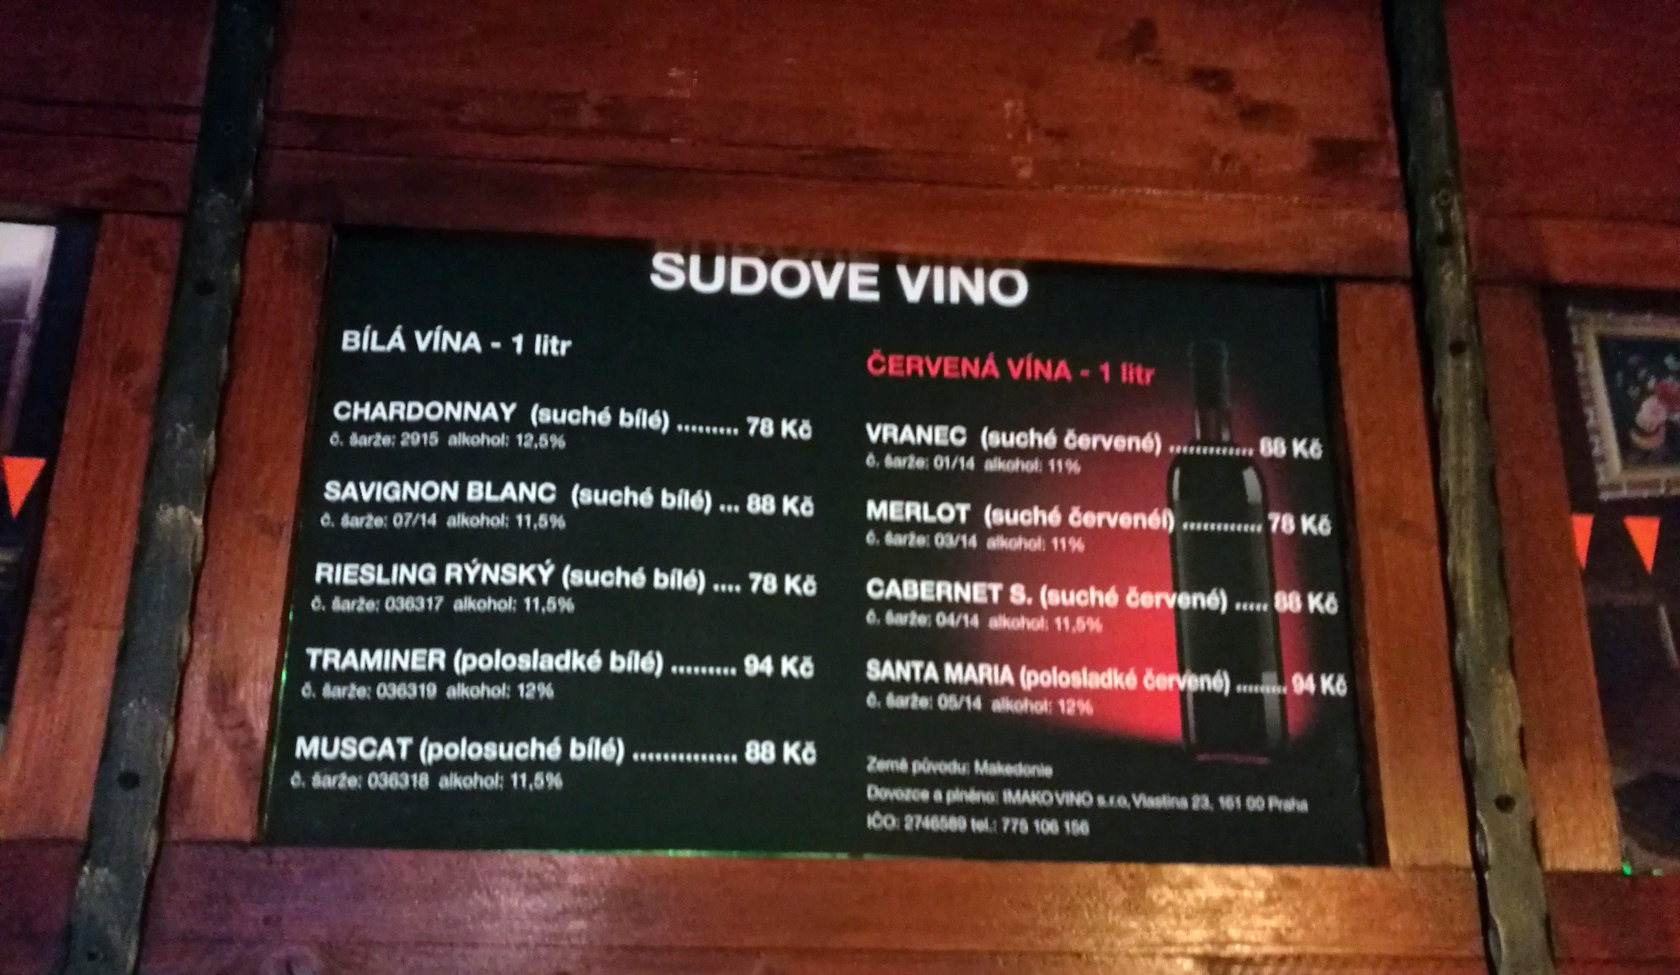 SUDOVE VINO
BÍLÁ VÍNA - 1 litr
CHARDONNAY (suché bílé) ......... 78 Kč
č. šarže: 2915 alkohol: 12,5%
SAVIGNON BLANC (suché bílé) ... 88 Kč
č. šarže: 07/14 alkohol: 11,5%
RIESLING RÝNSKÝ (suché bílé) .... 78 Kč
č. šarže: 036317 alkohol: 11,5%
TRAMINER (polosladké bílé) ......... 94 Kč
č. šarže: 036319 alkohol: 12%
MUSCAT (polosuché bílé) .............. 88 Kč
č. šarže: 036318 alkohol: 11,5%
ČERVENÁ VÍNA - 1 litr
VRANEC (suché červené) ............. 88 Kč
č. šarže: 01/14 alkohol: 11%
MERLOT (suché červenéí) ............ 78 Kč
č. šarže: 03/14 alkohol: 11%
CABERNET S. (suché červené) ..... 88 Kč
č. šarže: 04/14 alkohol: 11,5%
SANTA MARIA (polosladké červené) ......... 94 Kč
č. šarže: 05/14 alkohol: 12%
Země původu: Makedonie
Dovozce a plněno: IMAKO VINO s.r.o, Vlastina 23, 161 00 Praha
IČO: 2746589 tel.: 775 106 156